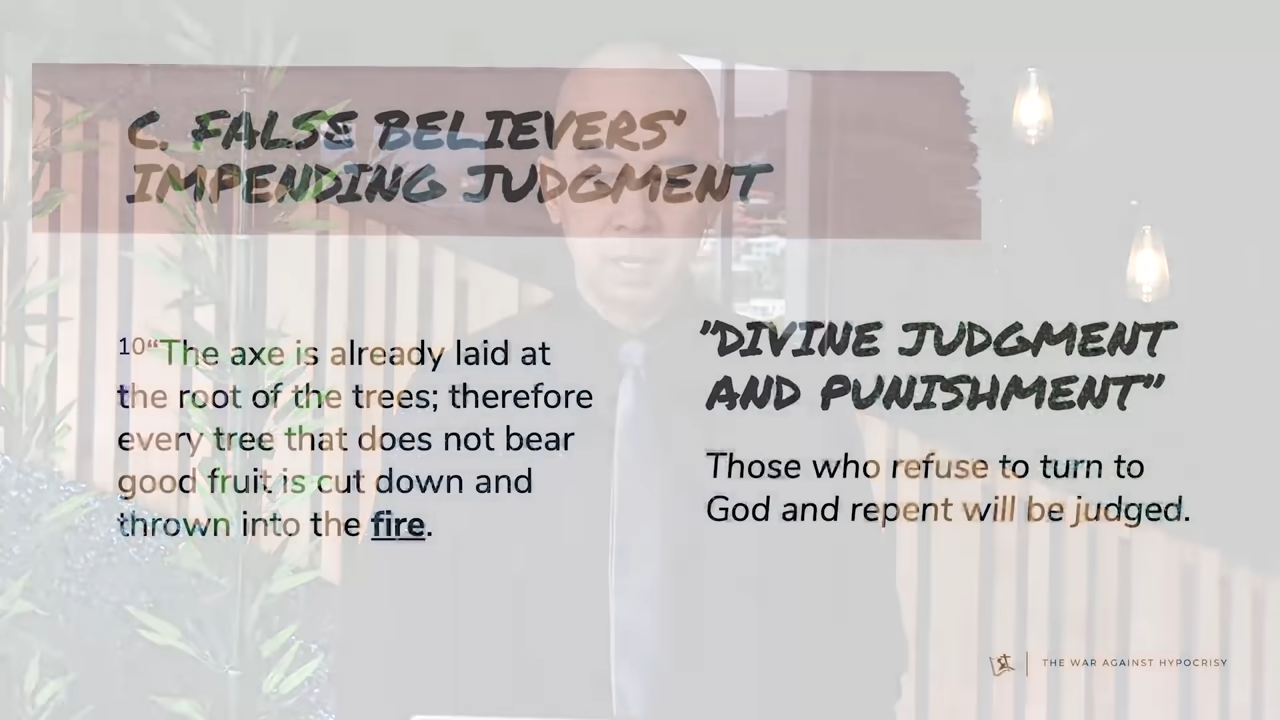 C. FALSE BELIEVERS'
IMPENDING JUDGMENT
10“The axe is already laid at
the root of the trees; therefore
every tree that does not bear
good fruit is cut down and
thrown into the fire.
"DIVINE JUDGMENT
AND PUNISHMENT"
Those who refuse to turn to
God and repent will be judged.
THE WAR AGAINST HYPOCRISY